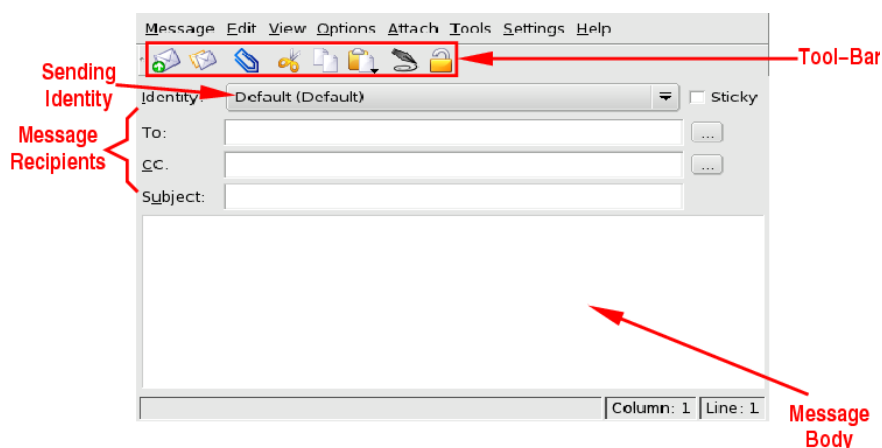 Message Edit View Options Attach Tools Settings Help
Tool-Bar
Sending
Identity
Identity: Default (Default) Sticky
Message
Recipients
To: ...
CC. ...
Subject:
Column: 1 Line: 1
Message
Body